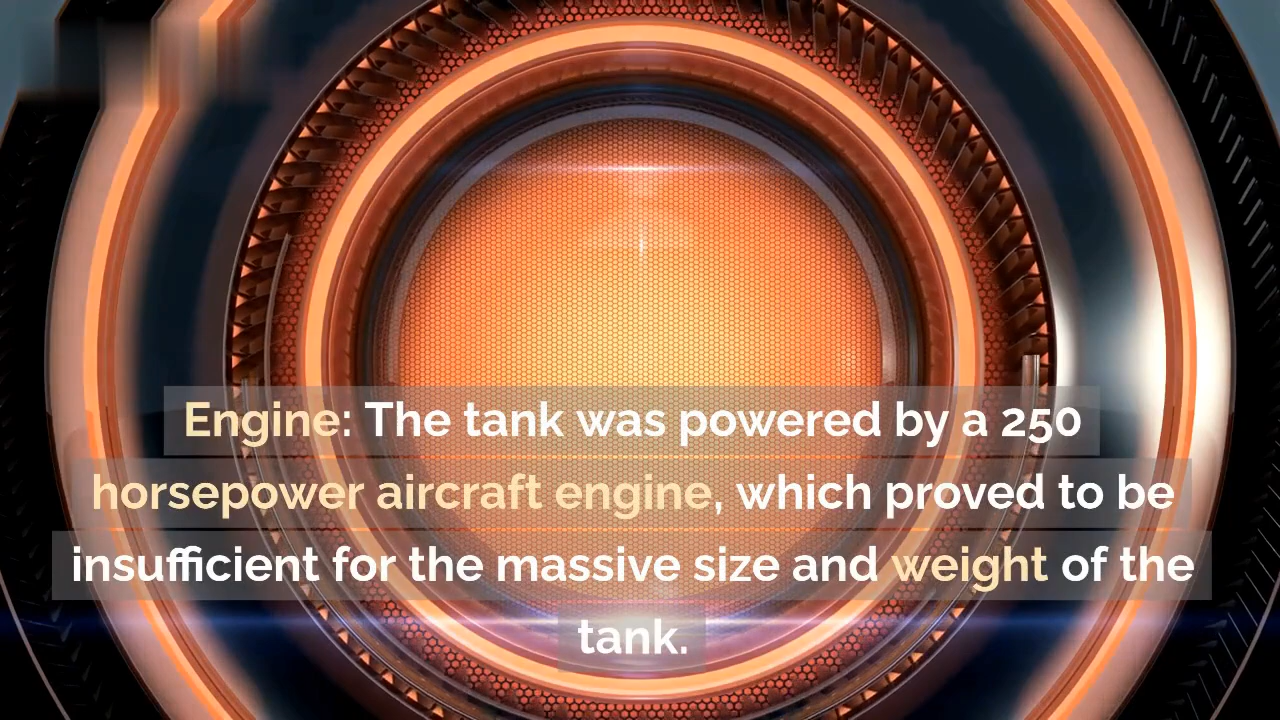 Engine: The tank was powered by a 250
horsepower aircraft engine, which proved to be
insufficient for the massive size and weight of the
tank.